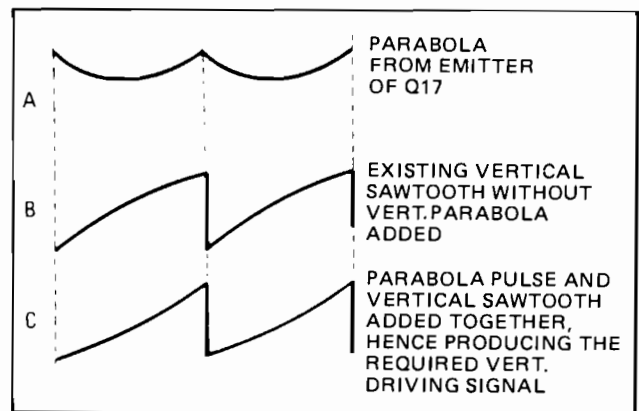 PARABOLA
FROM EMITTER
OF Q17
A
EXISTING VERTICAL
SAWTOOTH WITHOUT
VERT. PARABOLA
ADDED
B
PARABOLA PULSE AND
VERTICAL SAWTOOTH
ADDED TOGETHER,
HENCE PRODUCING THE
REQUIRED VERT.
DRIVING SIGNAL
C